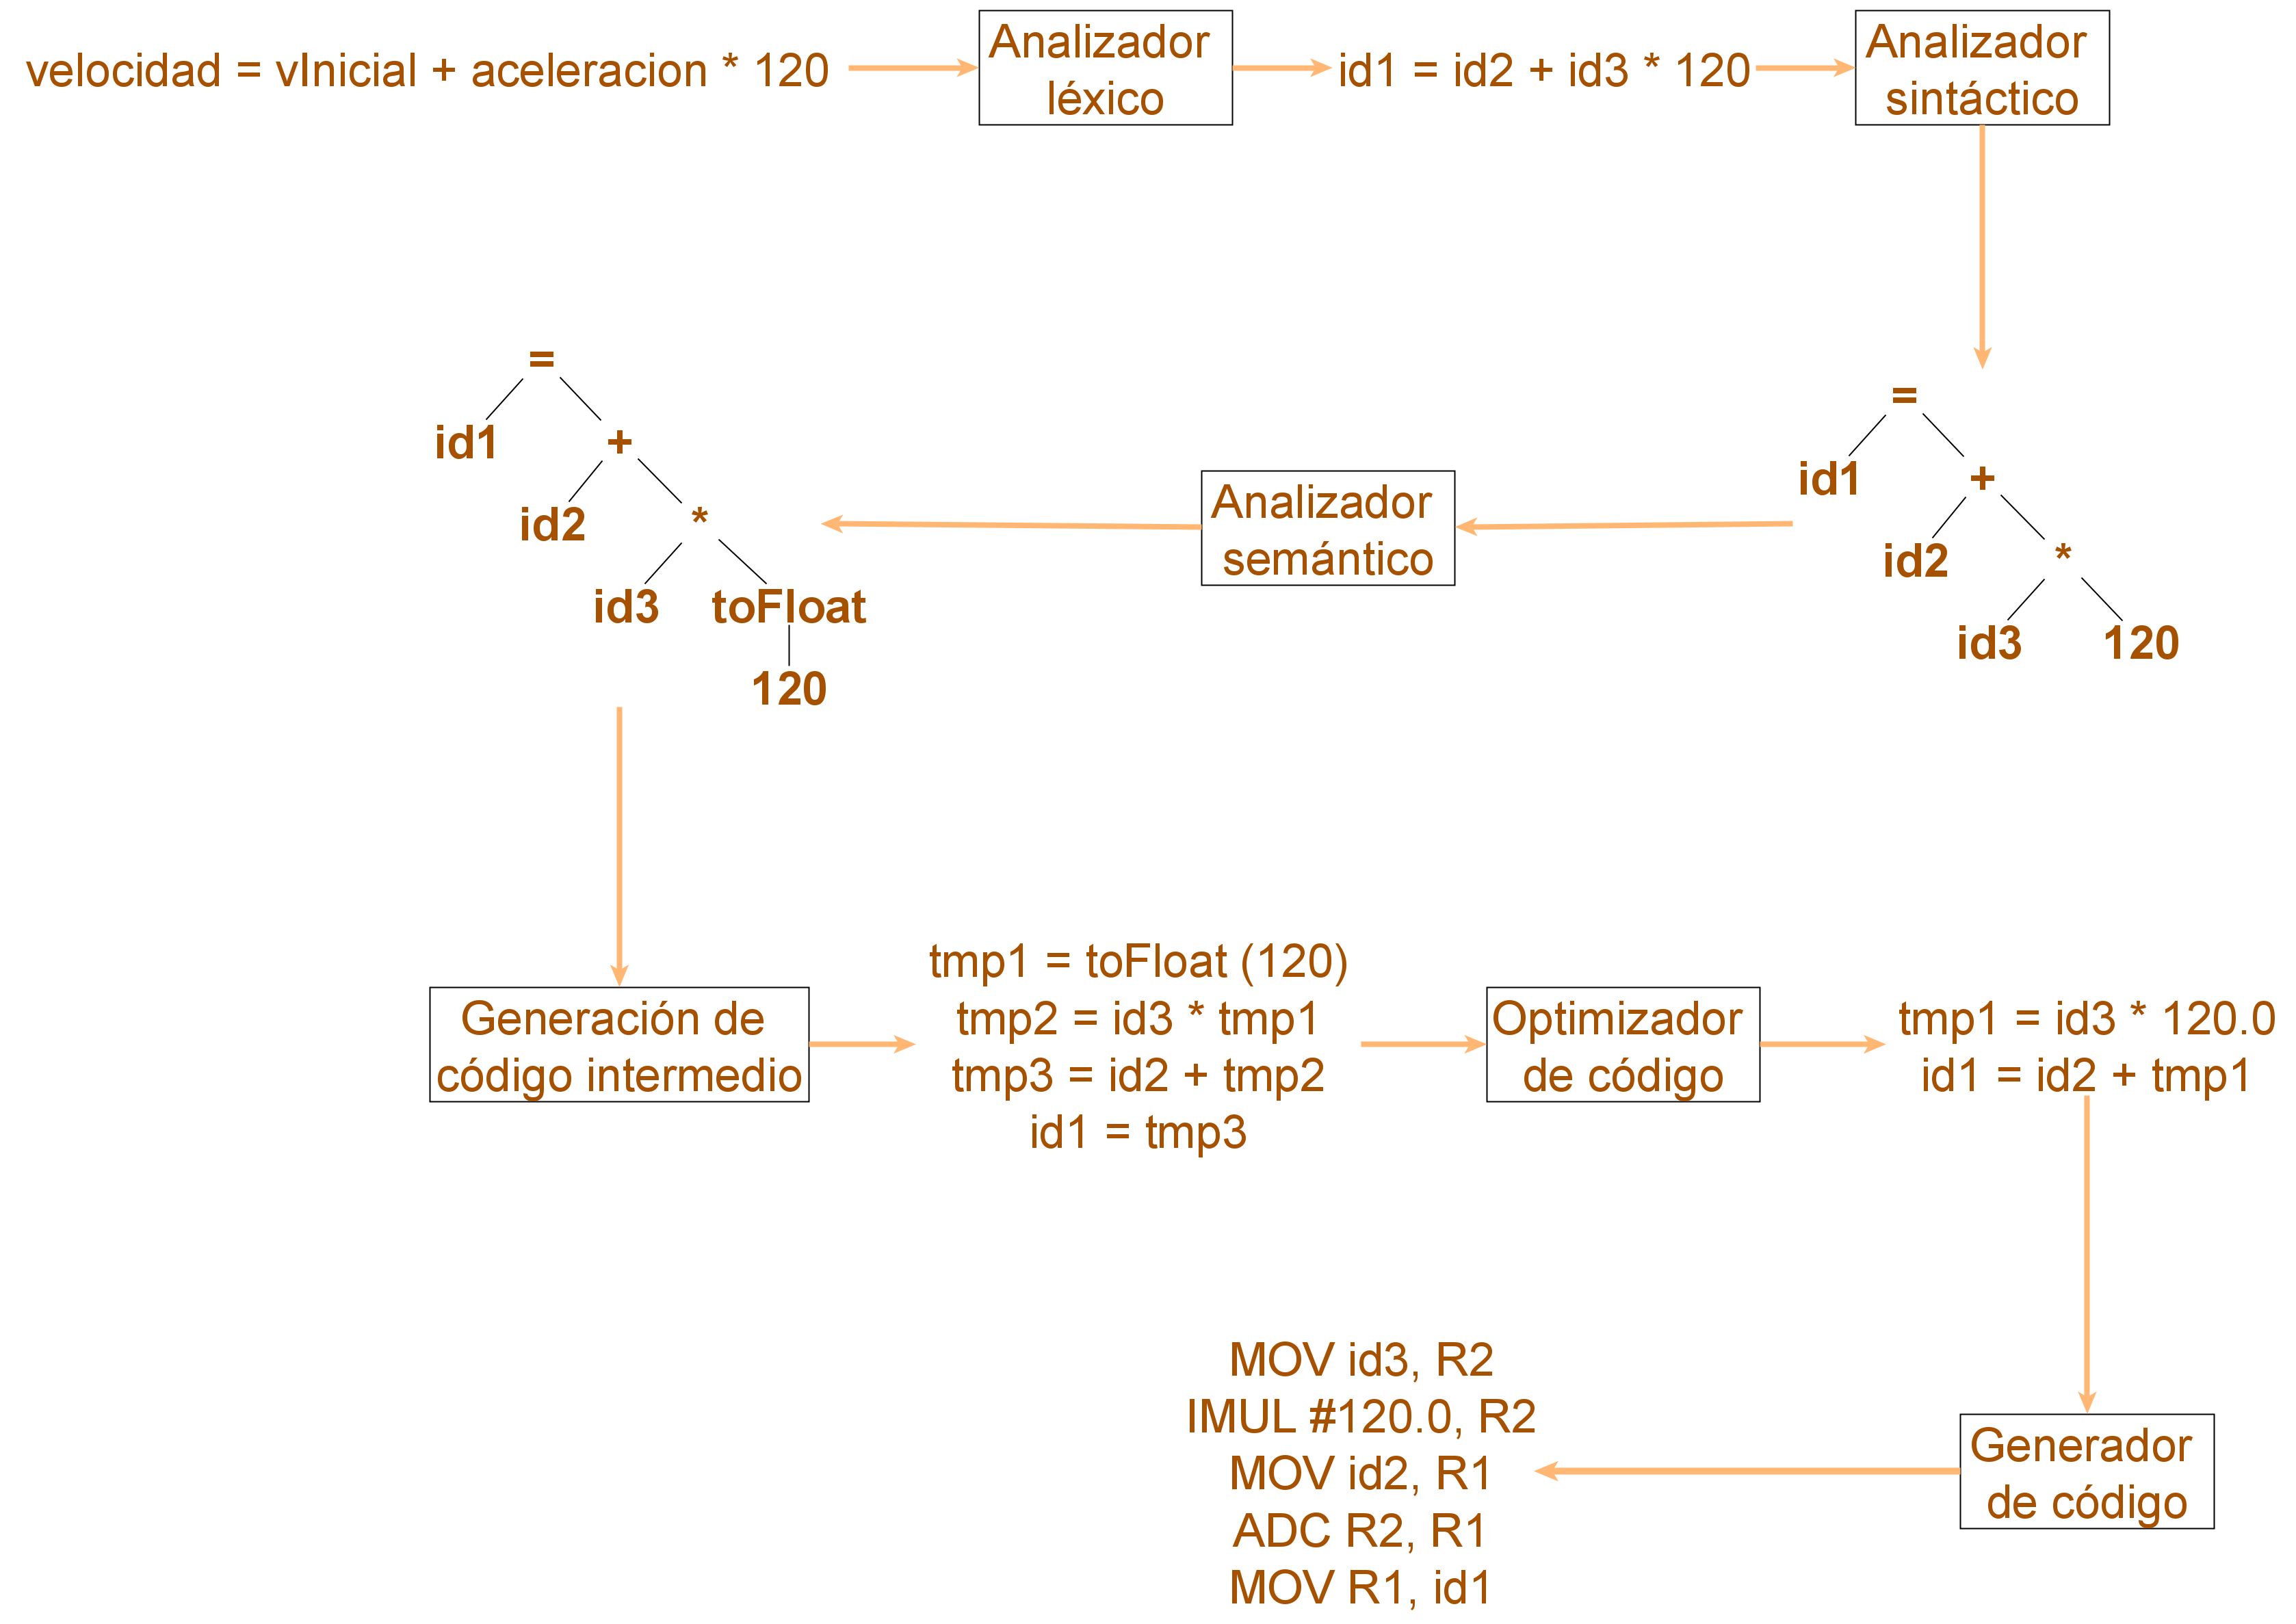 velocidad = vInicial + aceleracion * 120
Analizador
léxico
id1 = id2 + id3 * 120
Analizador
sintáctico
=
id1
+
id2
*
id3
120
Analizador
semántico
=
id1
+
id2
*
id3
toFloat
120
Generación de
código intermedio
tmp1 = toFloat (120)
tmp2 = id3 * tmp1
tmp3 = id2 + tmp2
id1 = tmp3
Optimizador
de código
tmp1 = id3 * 120.0
id1 = id2 + tmp1
Generador
de código
MOV id3, R2
IMUL #120.0, R2
MOV id2, R1
ADC R2, R1
MOV R1, id1